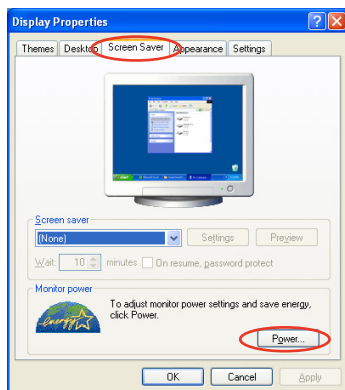 Display Properties
Themes Desktop Screen Saver Appearance Settings
Screen saver
(None) Settings Preview
Wait: 10 minutes On resume, password protect
Monitor power
To adjust monitor power settings and save energy,
click Power.
energy
Power...
OK Cancel Apply